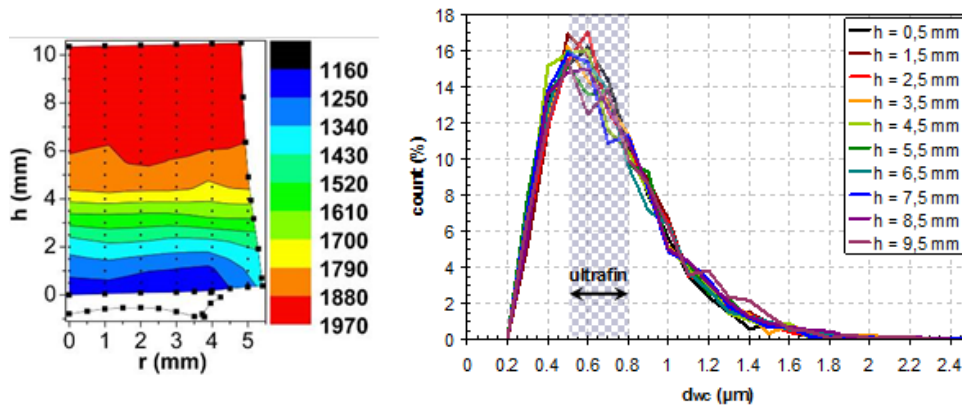 10
8
6
4
2
0
h (mm)
0 1 2 3 4 5
r (mm)
1160
1250
1340
1430
1520
1610
1700
1790
1880
1970
18
16
14
12
10
8
6
4
2
0
count (%)
0 0.2 0.4 0.6 0.8 1.0 1.2 1.4 1.6 1.8 2.0 2.2 2.4
dwc (µm)
ultrafin
h = 0,5 mm
h = 1,5 mm
h = 2,5 mm
h = 3,5 mm
h = 4,5 mm
h = 5,5 mm
h = 6,5 mm
h = 7,5 mm
h = 8,5 mm
h = 9,5 mm